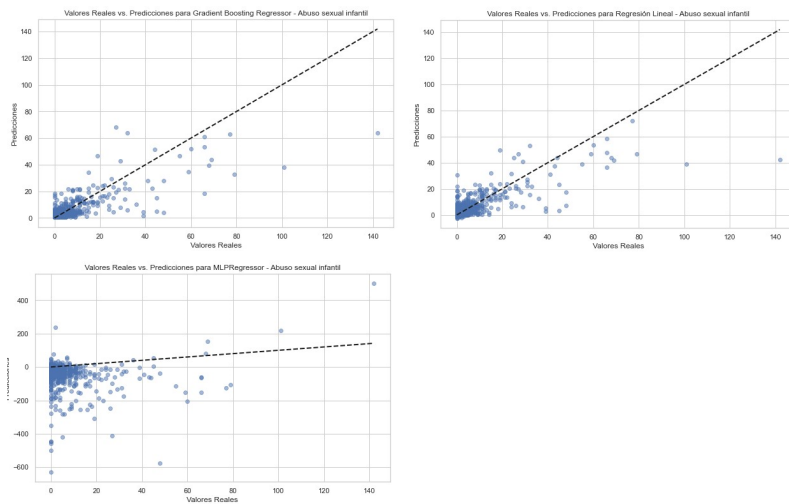 Valores Reales vs. Predicciones para Gradient Boosting Regressor - Abuso sexual infantil
140
120
100
80
60
40
20
0
Predicciones
0 20 40 60 80 100 120 140
Valores Reales
Valores Reales vs. Predicciones para Regresión Lineal - Abuso sexual infantil
140
120
100
80
60
40
20
0
Predicciones
0 20 40 60 80 100 120 140
Valores Reales
Valores Reales vs. Predicciones para MLPRegressor - Abuso sexual infantil
400
200
0
−200
−400
−600
0 20 40 60 80 100 120 140
Valores Reales